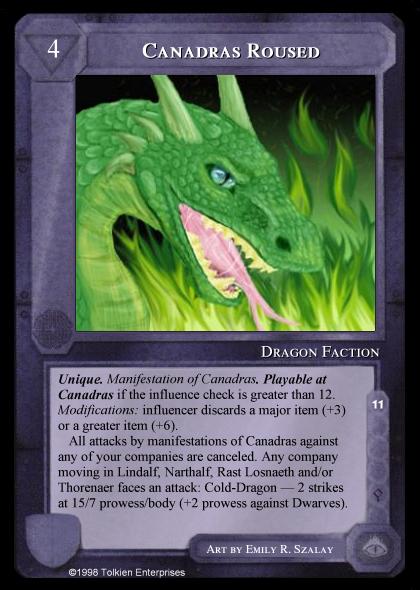 4
CANADRAS ROUSED
DRAGON FACTION
Unique. Manifestation of Canadras. Playable at
Canadras if the influence check is greater than 12.
Modifications: influencer discards a major item (+3)
or a greater item (+6).
All attacks by manifestations of Canadras against
any of your companies are canceled. Any company
moving in Lindalf, Narthalf, Rast Losnaeth and/or
Thorenaer faces an attack: Cold-Dragon — 2 strikes
at 15/7 prowess/body (+2 prowess against Dwarves).
11
ART BY EMILY R. SZALAY
©1998 Tolkien Enterprises